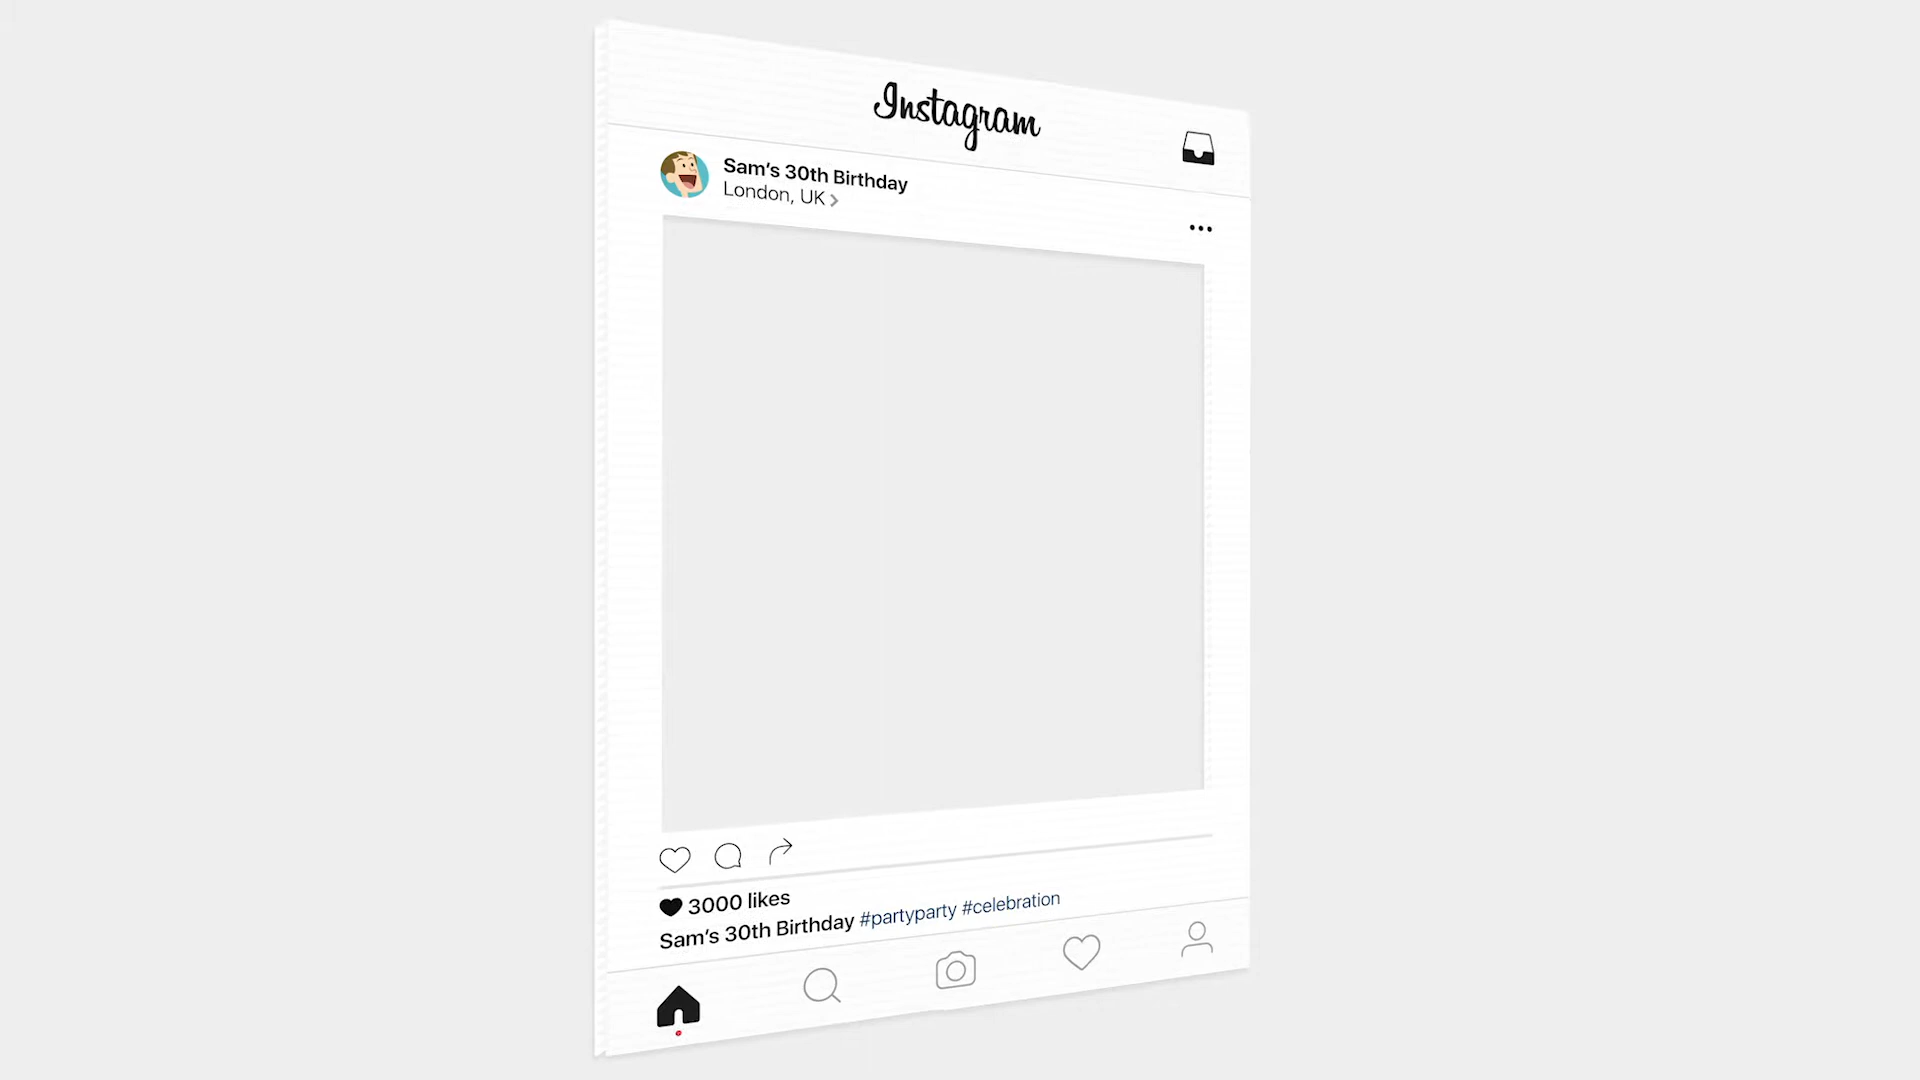 Instagram
Sam's 30th Birthday
London, UK
3000 likes
Sam's 30th Birthday #partyparty #celebration